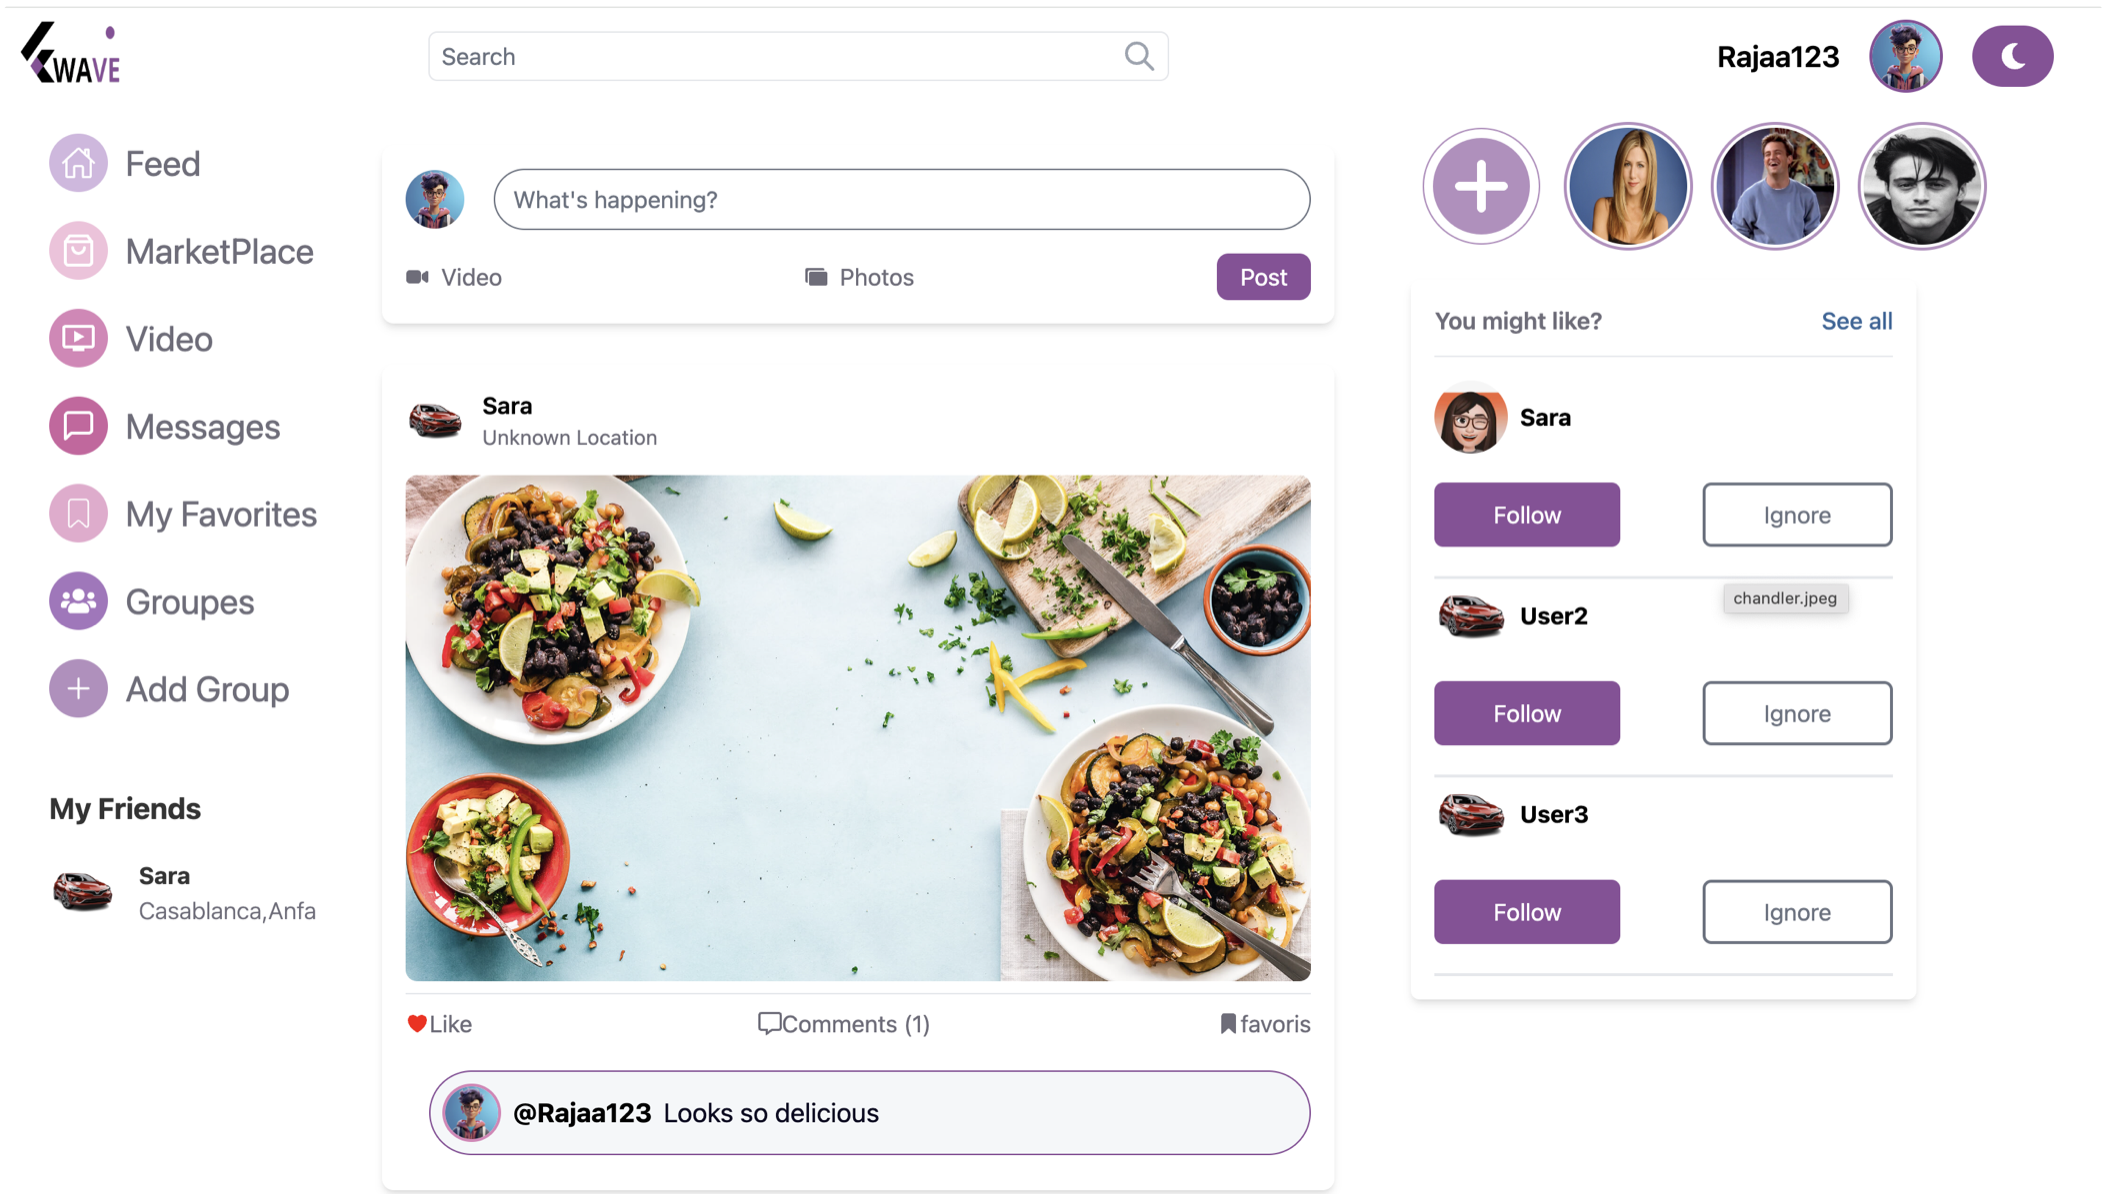 WAVE
Search
Rajaa123
Feed
MarketPlace
Video
Messages
My Favorites
Groupes
Add Group
My Friends
Sara
Casablanca,Anfa
What's happening?
Video
Photos
Post
Sara
Unknown Location
Like
Comments (1)
favoris
@Rajaa123 Looks so delicious
You might like?
See all
Sara
Follow
Ignore
chandler.jpeg
User2
Follow
Ignore
User3
Follow
Ignore